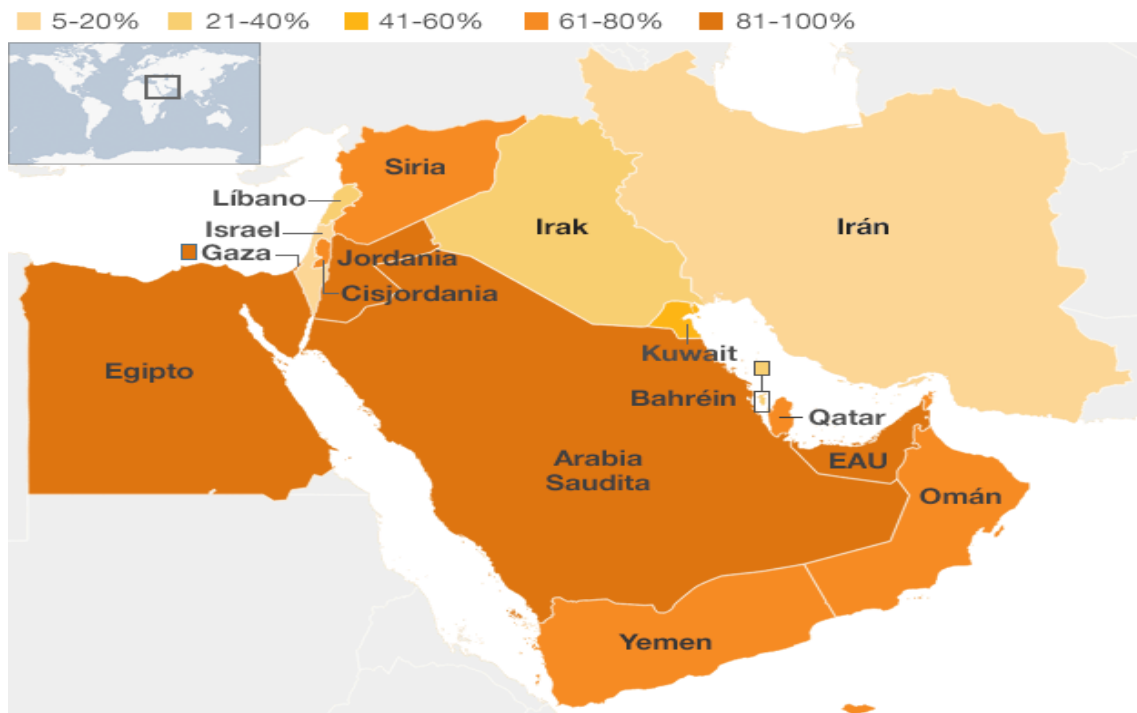 5-20% 21-40% 41-60% 61-80% 81-100%
Siria
Líbano
Irak
Irán
Israel
Gaza
Jordania
Cisjordania
Kuwait
Egipto
Bahréin
Qatar
Arabia
Saudita
EAU
Omán
Yemen